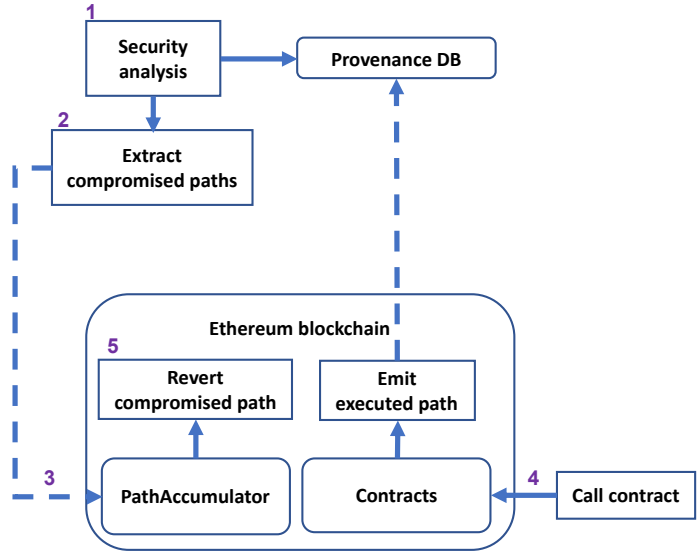 1
Security
analysis
Provenance DB
2
Extract
compromised paths
Ethereum blockchain
5
Revert
compromised path
Emit
executed path
3
PathAccumulator
Contracts
4
Call contract